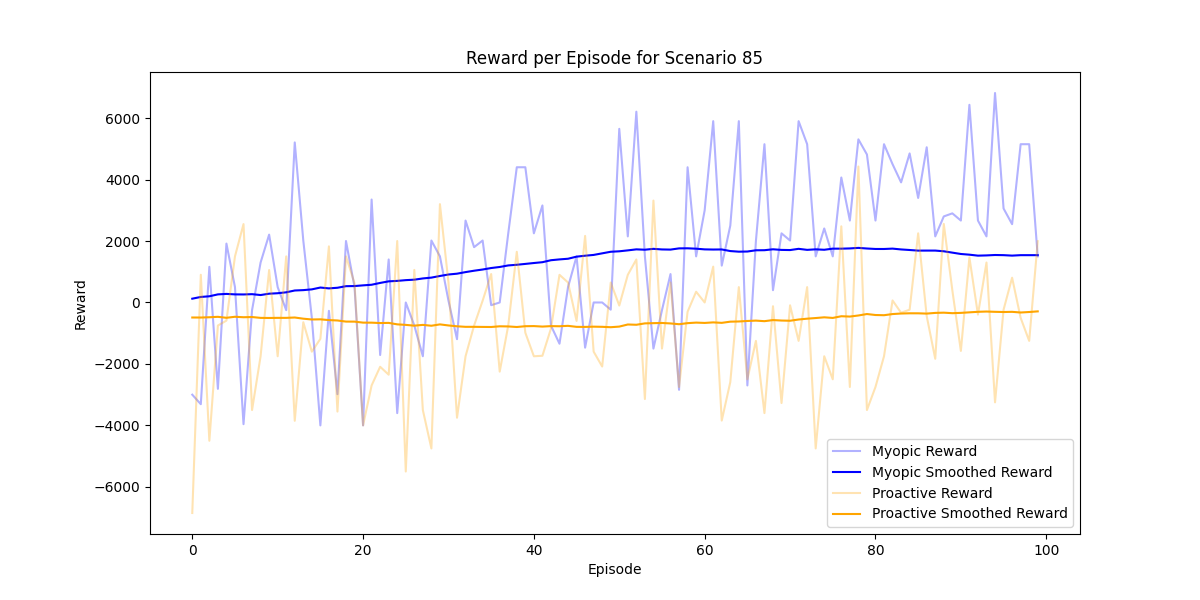 Reward per Episode for Scenario 85
Reward
6000
4000
2000
0
−2000
−4000
−6000
0 20 40 60 80 100
Episode
Myopic Reward
Myopic Smoothed Reward
Proactive Reward
Proactive Smoothed Reward